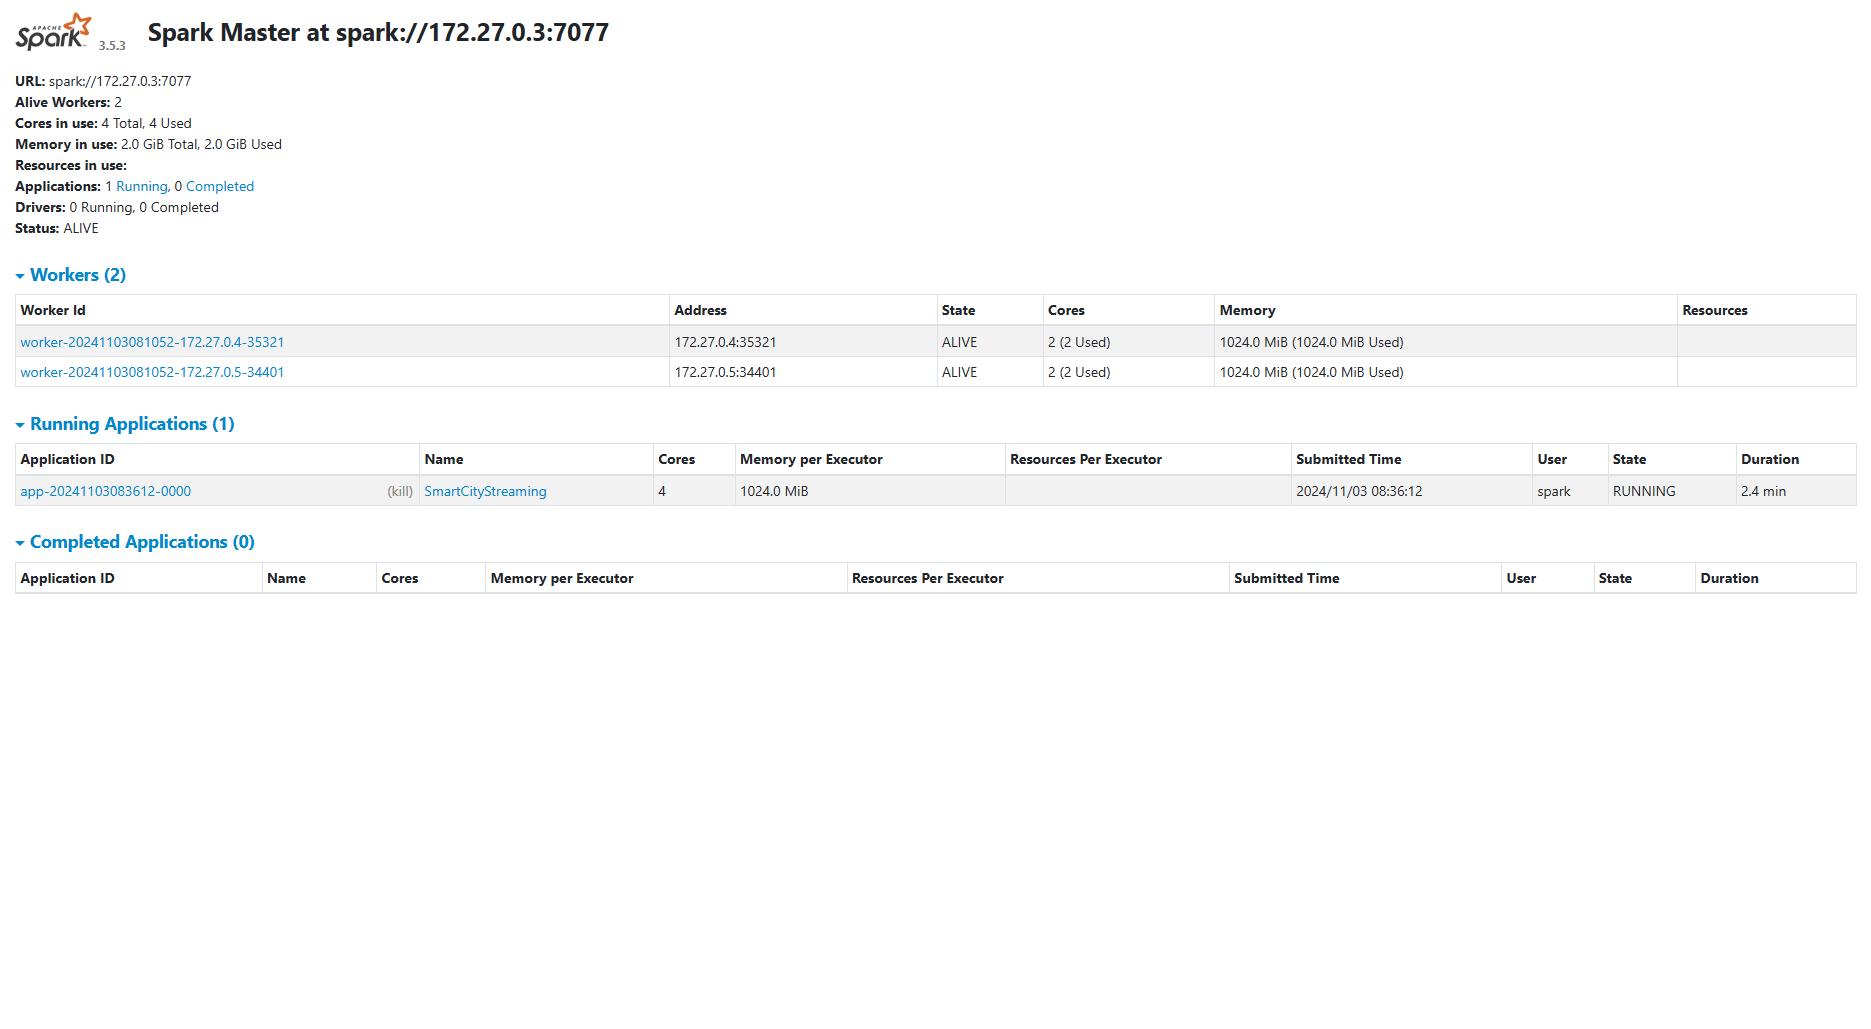 APACHE Spark 3.5.3 Spark Master at spark://172.27.0.3:7077
URL: spark://172.27.0.3:7077
Alive Workers: 2
Cores in use: 4 Total, 4 Used
Memory in use: 2.0 GiB Total, 2.0 GiB Used
Resources in use:
Applications: 1 Running, 0 Completed
Drivers: 0 Running, 0 Completed
Status: ALIVE
Workers (2)
Worker Id Address State Cores Memory Resources
worker-20241103081052-172.27.0.4-35321 172.27.0.4:35321 ALIVE 2 (2 Used) 1024.0 MiB (1024.0 MiB Used)
worker-20241103081052-172.27.0.5-34401 172.27.0.5:34401 ALIVE 2 (2 Used) 1024.0 MiB (1024.0 MiB Used)
Running Applications (1)
Application ID Name Cores Memory per Executor Resources Per Executor Submitted Time User State Duration
app-20241103083612-0000 (kill) SmartCityStreaming 4 1024.0 MiB 2024/11/03 08:36:12 spark RUNNING 2.4 min
Completed Applications (0)
Application ID Name Cores Memory per Executor Resources Per Executor Submitted Time User State Duration